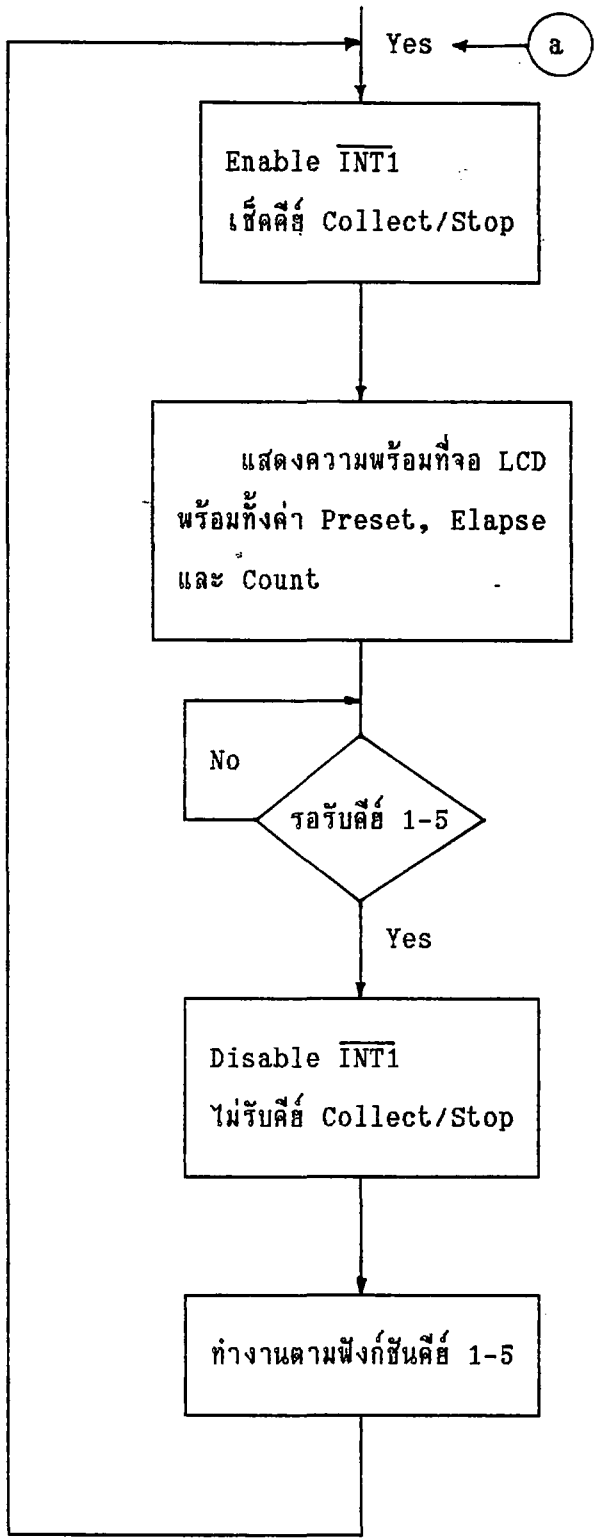 Yes a
Enable I̅N̅T̅1̅
เช็คคีย์ Collect/Stop
แสดงความพร้อมที่จอ LCD
พร้อมทั้งค่า Preset, Elapse
และ Count
No
รอรับคีย์ 1-5
Yes
Disable I̅N̅T̅1̅
ไม่รับคีย์ Collect/Stop
ทำงานตามฟังก์ชันคีย์ 1-5